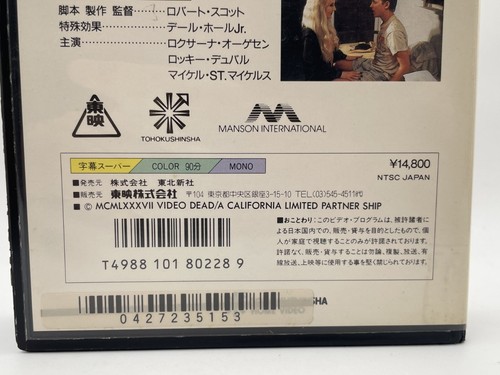 脚本 製作 監督…………ロバート・スコット
特殊効果…………デール・ホールJr.
主演…………ロクサーナ・オーゲセン
ロッキー・デュバル
マイケル・ST.マイケルス
東映
TOHOKUSHINSHA
MANSON INTERNATIONAL
字幕スーパー COLOR 90分 MONO
¥14,800
NTSC JAPAN
■発売元 株式会社 東北新社
■販売元 東映株式会社 〒104 東京都中央区銀座3-15-10 TEL.(03)545-4511㈹
■ © MCMLXXXVII VIDEO DEAD/A CALIFORNIA LIMITED PARTNER SHIP
■おことわり:このビデオ・プログラムは、被許諾者に
よる日本国内での、販売・貸与を目的としたもので、個
人が家庭で視聴することのみが許諾されております。
許諾なく、販売・貸与することは勿論、複製、放送、有
線放送、上映等に使用する事を堅く禁じております。
T4988 101 80228 9
0427235153